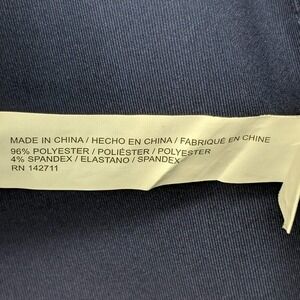 MADE IN CHINA / HECHO EN CHINA / FABRIQUÉ EN CHINE
96% POLYESTER / POLIÉSTER / POLYESTER
4% SPANDEX / ELASTANO / SPANDEX
RN 142711